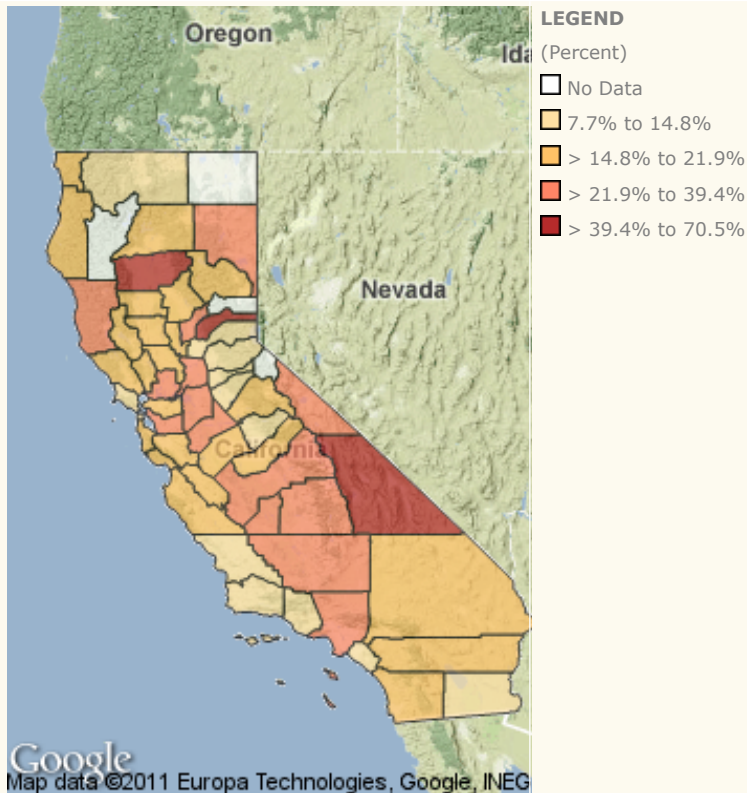 Oregon
Ida
Nevada
California
Google
Map data ©2011 Europa Technologies, Google, INEG
LEGEND
(Percent)
No Data
7.7% to 14.8%
> 14.8% to 21.9%
> 21.9% to 39.4%
> 39.4% to 70.5%